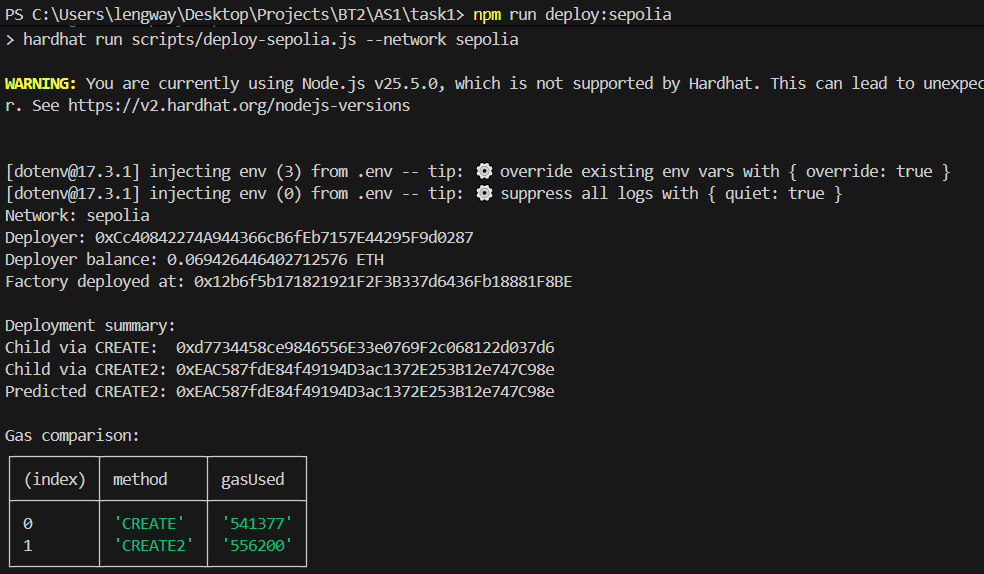 PS C:\Users\lengway\Desktop\Projects\BT2\AS1\task1> npm run deploy:sepolia
> hardhat run scripts/deploy-sepolia.js --network sepolia
WARNING: You are currently using Node.js v25.5.0, which is not supported by Hardhat. This can lead to unexpec
r. See https://v2.hardhat.org/nodejs-versions
[dotenv@17.3.1] injecting env (3) from .env -- tip: ⚙️ override existing env vars with { override: true }
[dotenv@17.3.1] injecting env (0) from .env -- tip: ⚙️ suppress all logs with { quiet: true }
Network: sepolia
Deployer: 0xCc40842274A944366cB6fEb7157E44295F9d0287
Deployer balance: 0.069426446402712576 ETH
Factory deployed at: 0x12b6f5b171821921F2F3B337d6436Fb18881F8BE
Deployment summary:
Child via CREATE:  0xd7734458ce9846556E33e0769F2c068122d037d6
Child via CREATE2: 0xEAC587fdE84f49194D3ac1372E253B12e747C98e
Predicted CREATE2: 0xEAC587fdE84f49194D3ac1372E253B12e747C98e
Gas comparison:
(index) method gasUsed
0 'CREATE' '541377'
1 'CREATE2' '556200'